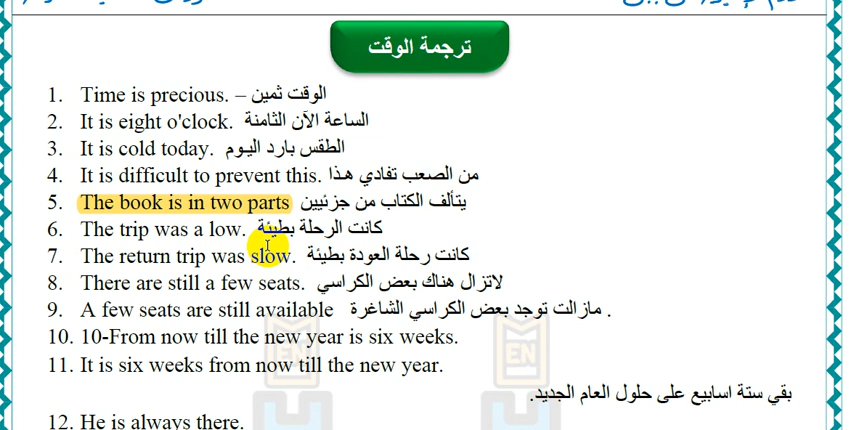 ترجمة الوقت
1. Time is precious. – الوقت ثمين
2. It is eight o'clock. الساعة الآن الثامنة
3. It is cold today. الطقس بارد اليوم
4. It is difficult to prevent this. من الصعب تفادي هذا
5. The book is in two parts يتألف الكتاب من جزئيين
6. The trip was a low. كانت الرحلة بطيئة
7. The return trip was slow. كانت رحلة العودة بطيئة
8. There are still a few seats. لاتزال هناك بعض الكراسي
9. A few seats are still available مازالت توجد بعض الكراسي الشاغرة .
10. 10-From now till the new year is six weeks.
11. It is six weeks from now till the new year.
بقي ستة اسابيع على حلول العام الجديد.
12. He is always there.
EN
EN